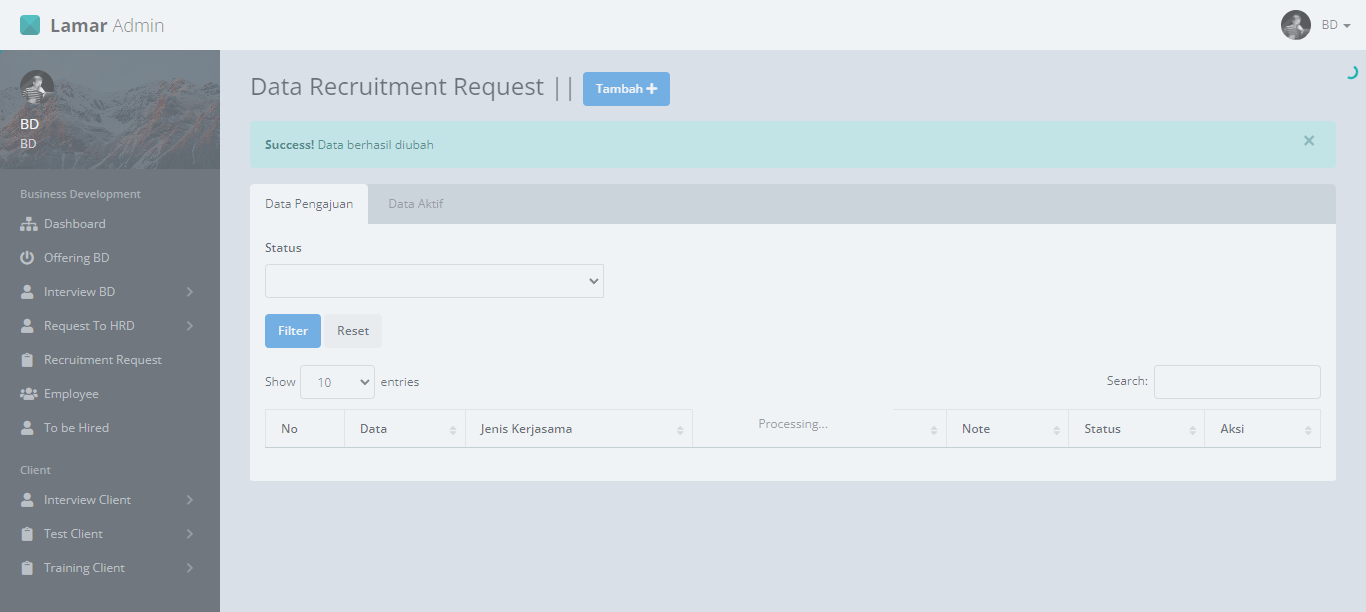 Lamar Admin
BD
BD
BD
Business Development
Dashboard
Offering BD
Interview BD
Request To HRD
Recruitment Request
Employee
To be Hired
Client
Interview Client
Test Client
Training Client
Data Recruitment Request || Tambah +
Success! Data berhasil diubah ×
Data Pengajuan Data Aktif
Status
Filter Reset
Show 10 entries Search:
No Data Jenis Kerjasama Processing... Note Status Aksi